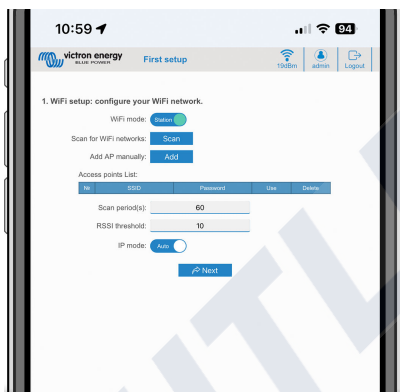 10:59
94
victron energy
BLUE POWER
First setup
19dBm
admin
Logout
1. WiFi setup: configure your WiFi network.
WiFi mode: Station
Scan for WiFi networks: Scan
Add AP manually: Add
Access points List:
№ SSID Password Use Delete
Scan period(s): 60
RSSI threshold: 10
IP mode: Auto
Next